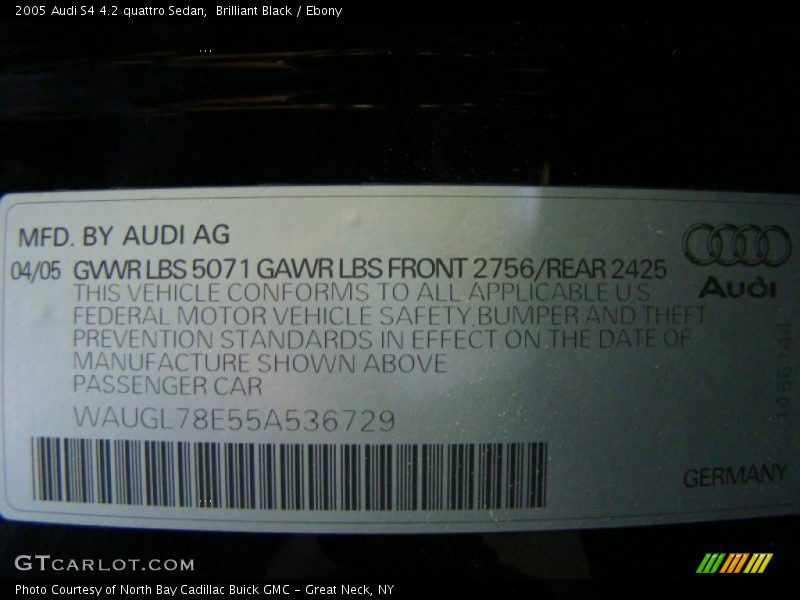 2005 Audi S4 4.2 quattro Sedan, Brilliant Black / Ebony
MFD. BY AUDI AG
04/05 GVWR LBS 5071 GAWR LBS FRONT 2756/REAR 2425
THIS VEHICLE CONFORMS TO ALL APPLICABLE U S
FEDERAL MOTOR VEHICLE SAFETY BUMPER AND THEFT
PREVENTION STANDARDS IN EFFECT ON THE DATE OF
MANUFACTURE SHOWN ABOVE
PASSENGER CAR
WAUGL78E55A536729
Audi
1456144
GERMANY
GTCARLOT.COM
Photo Courtesy of North Bay Cadillac Buick GMC - Great Neck, NY